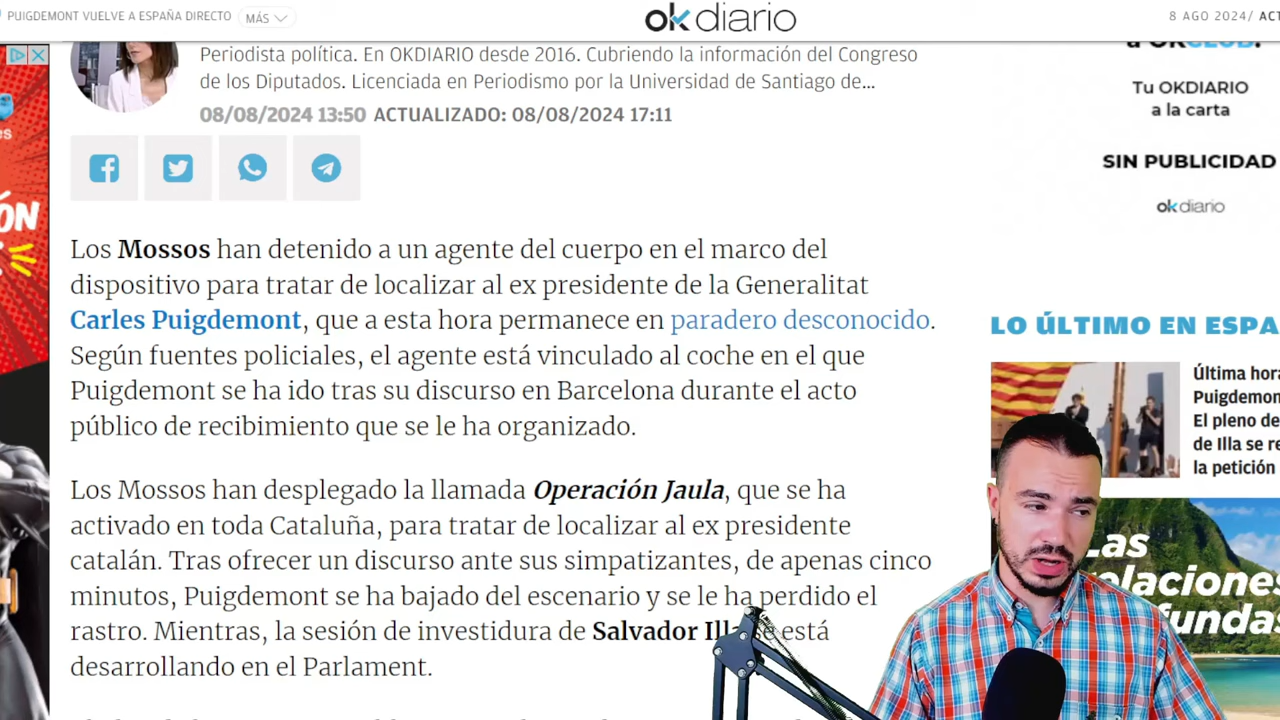 PUIGDEMONT VUELVE A ESPAÑA DIRECTO
MÁS
okdiario
8 AGO 2024/
Periodista política. En OKDIARIO desde 2016. Cubriendo la información del Congreso
de los Diputados. Licenciada en Periodismo por la Universidad de Santiago de...
08/08/2024 13:50 ACTUALIZADO: 08/08/2024 17:11
Los Mossos han detenido a un agente del cuerpo en el marco del
dispositivo para tratar de localizar al ex presidente de la Generalitat
Carles Puigdemont, que a esta hora permanece en paradero desconocido.
Según fuentes policiales, el agente está vinculado al coche en el que
Puigdemont se ha ido tras su discurso en Barcelona durante el acto
público de recibimiento que se le ha organizado.
Los Mossos han desplegado la llamada Operación Jaula, que se ha
activado en toda Cataluña, para tratar de localizar al ex presidente
catalán. Tras ofrecer un discurso ante sus simpatizantes, de apenas cinco
minutos, Puigdemont se ha bajado del escenario y se le ha perdido el
rastro. Mientras, la sesión de investidura de Salvador Illa se está
desarrollando en el Parlament.
Tu OKDIARIO
a la carta
SIN PUBLICIDAD
okdiario
LO ÚLTIMO EN ESPA
Última hora
Puigdemon
El pleno de
de Illa se re
la petición
Las
elaciones
fundas